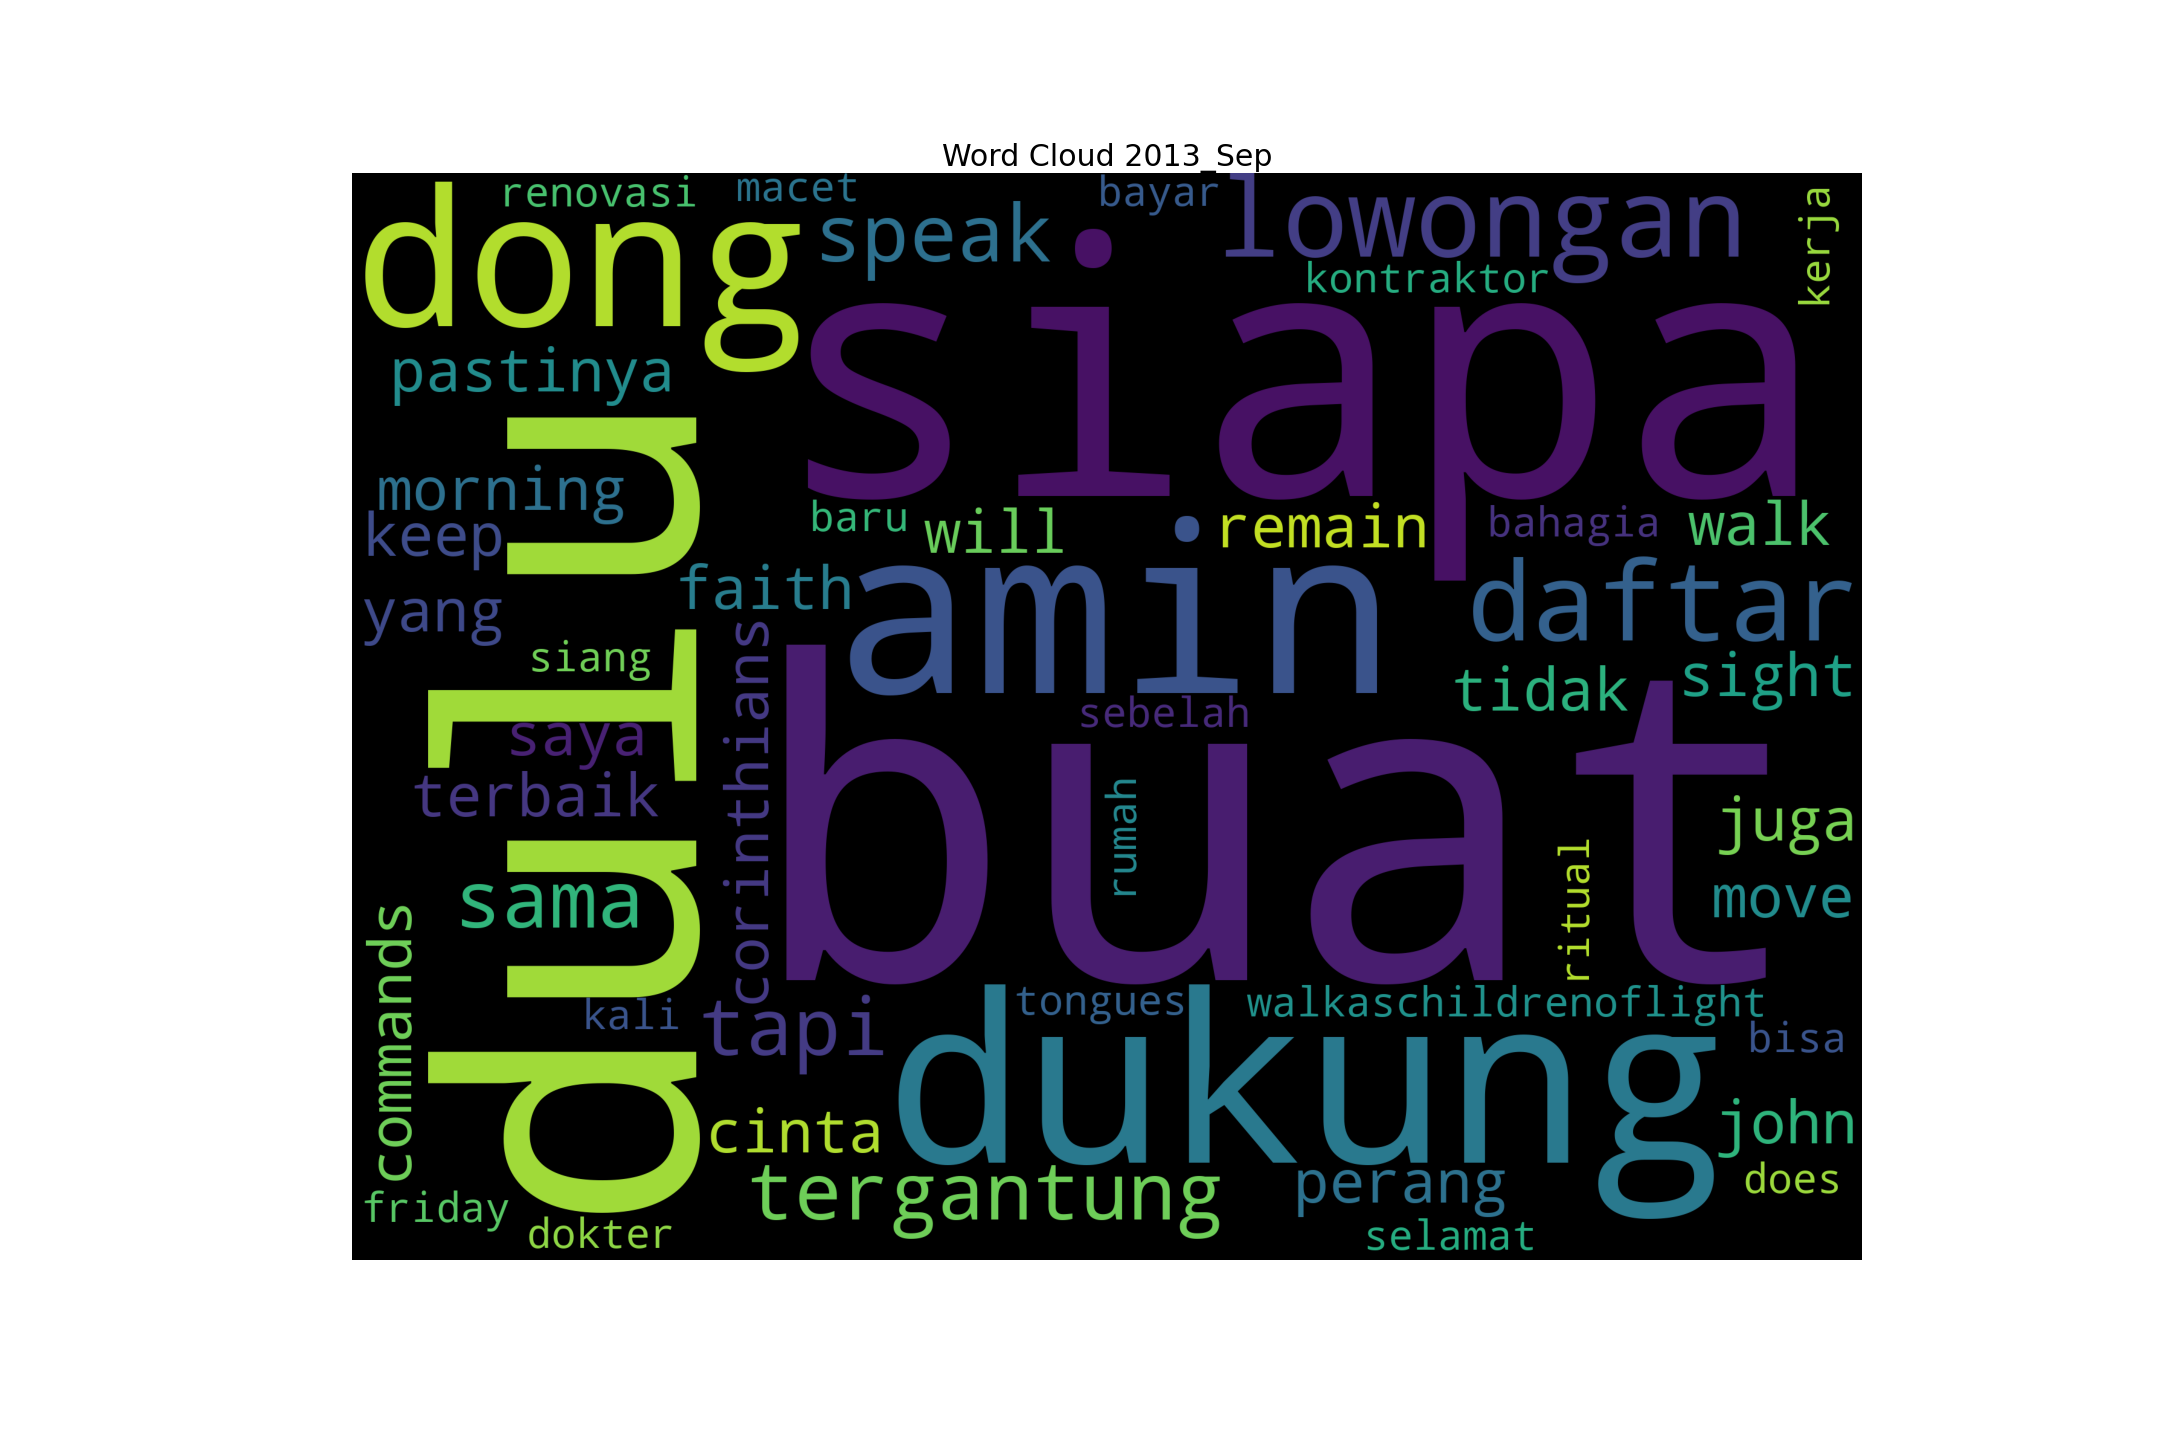 Word Cloud 2013_Sep
renovasi
macet
bayar
lowongan
kerja
dong
speak
kontraktor
siapa
pastinya
morning
keep
baru
will
remain
bahagia
walk
faith
amin
daftar
yang
siang
dulu
corinthians
tidak
sight
saya
sebelah
terbaik
buat
rumah
juga
sama
ritual
move
commands
kali
tapi
tongues
walkaschildrenoflight
bisa
dukung
cinta
john
tergantung
perang
does
friday
dokter
selamat